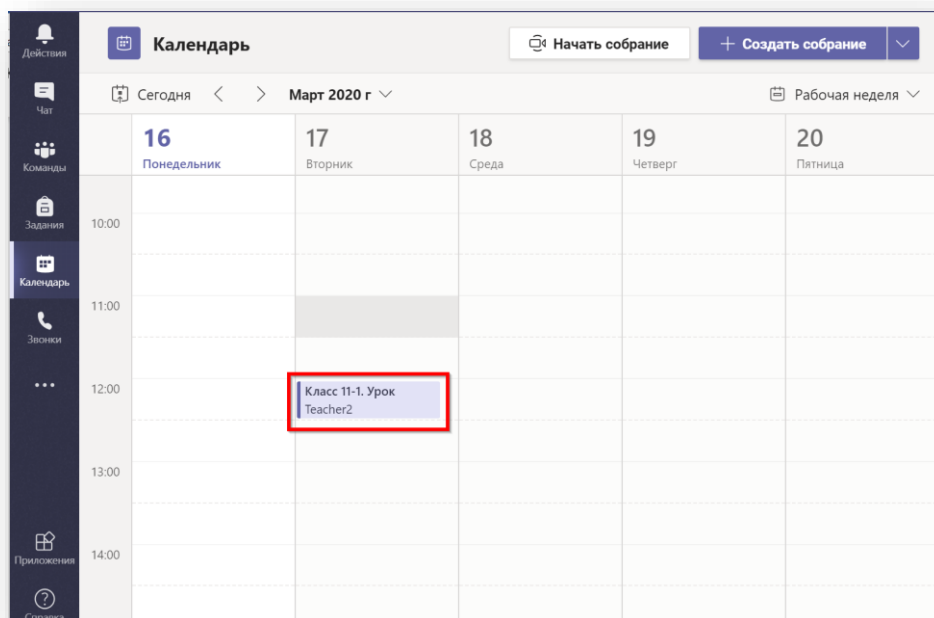 Действия
Чат
Команды
Задания
Календарь
Звонки
Приложения
Справка
Календарь
Начать собрание
Создать собрание
Сегодня
Март 2020 г
Рабочая неделя
16
Понедельник
17
Вторник
18
Среда
19
Четверг
20
Пятница
10:00
11:00
12:00
Класс 11-1. Урок
Teacher2
13:00
14:00